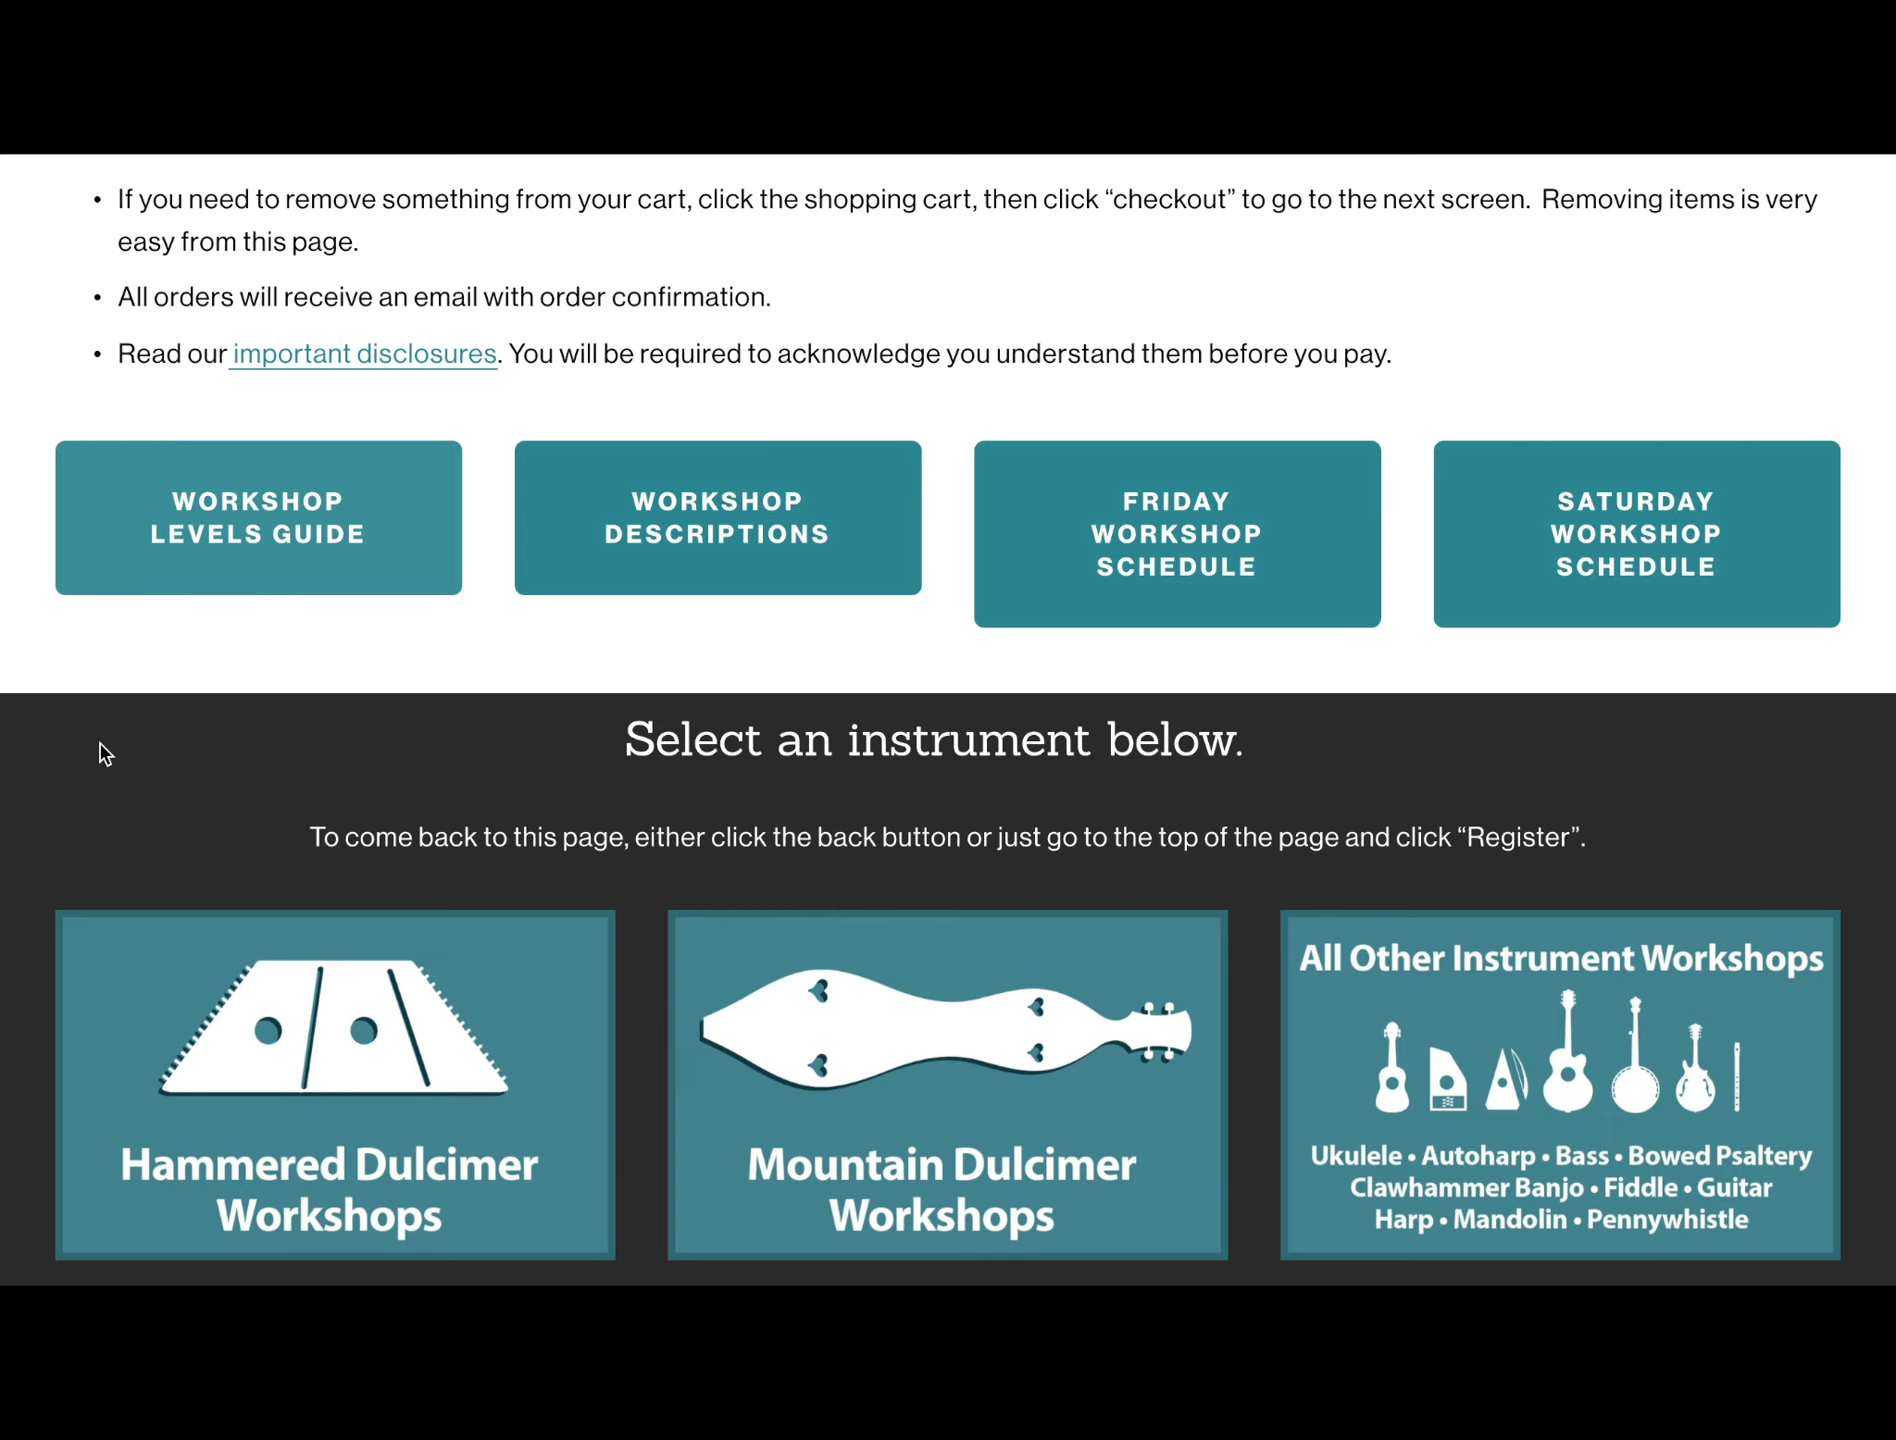 • If you need to remove something from your cart, click the shopping cart, then click “checkout” to go to the next screen.  Removing items is very
easy from this page.
• All orders will receive an email with order confirmation.
• Read our important disclosures. You will be required to acknowledge you understand them before you pay.
WORKSHOP
LEVELS GUIDE
WORKSHOP
DESCRIPTIONS
FRIDAY
WORKSHOP
SCHEDULE
SATURDAY
WORKSHOP
SCHEDULE
Select an instrument below.
To come back to this page, either click the back button or just go to the top of the page and click “Register”.
Hammered Dulcimer
Workshops
Mountain Dulcimer
Workshops
All Other Instrument Workshops
Ukulele • Autoharp • Bass • Bowed Psaltery
Clawhammer Banjo • Fiddle • Guitar
Harp • Mandolin • Pennywhistle